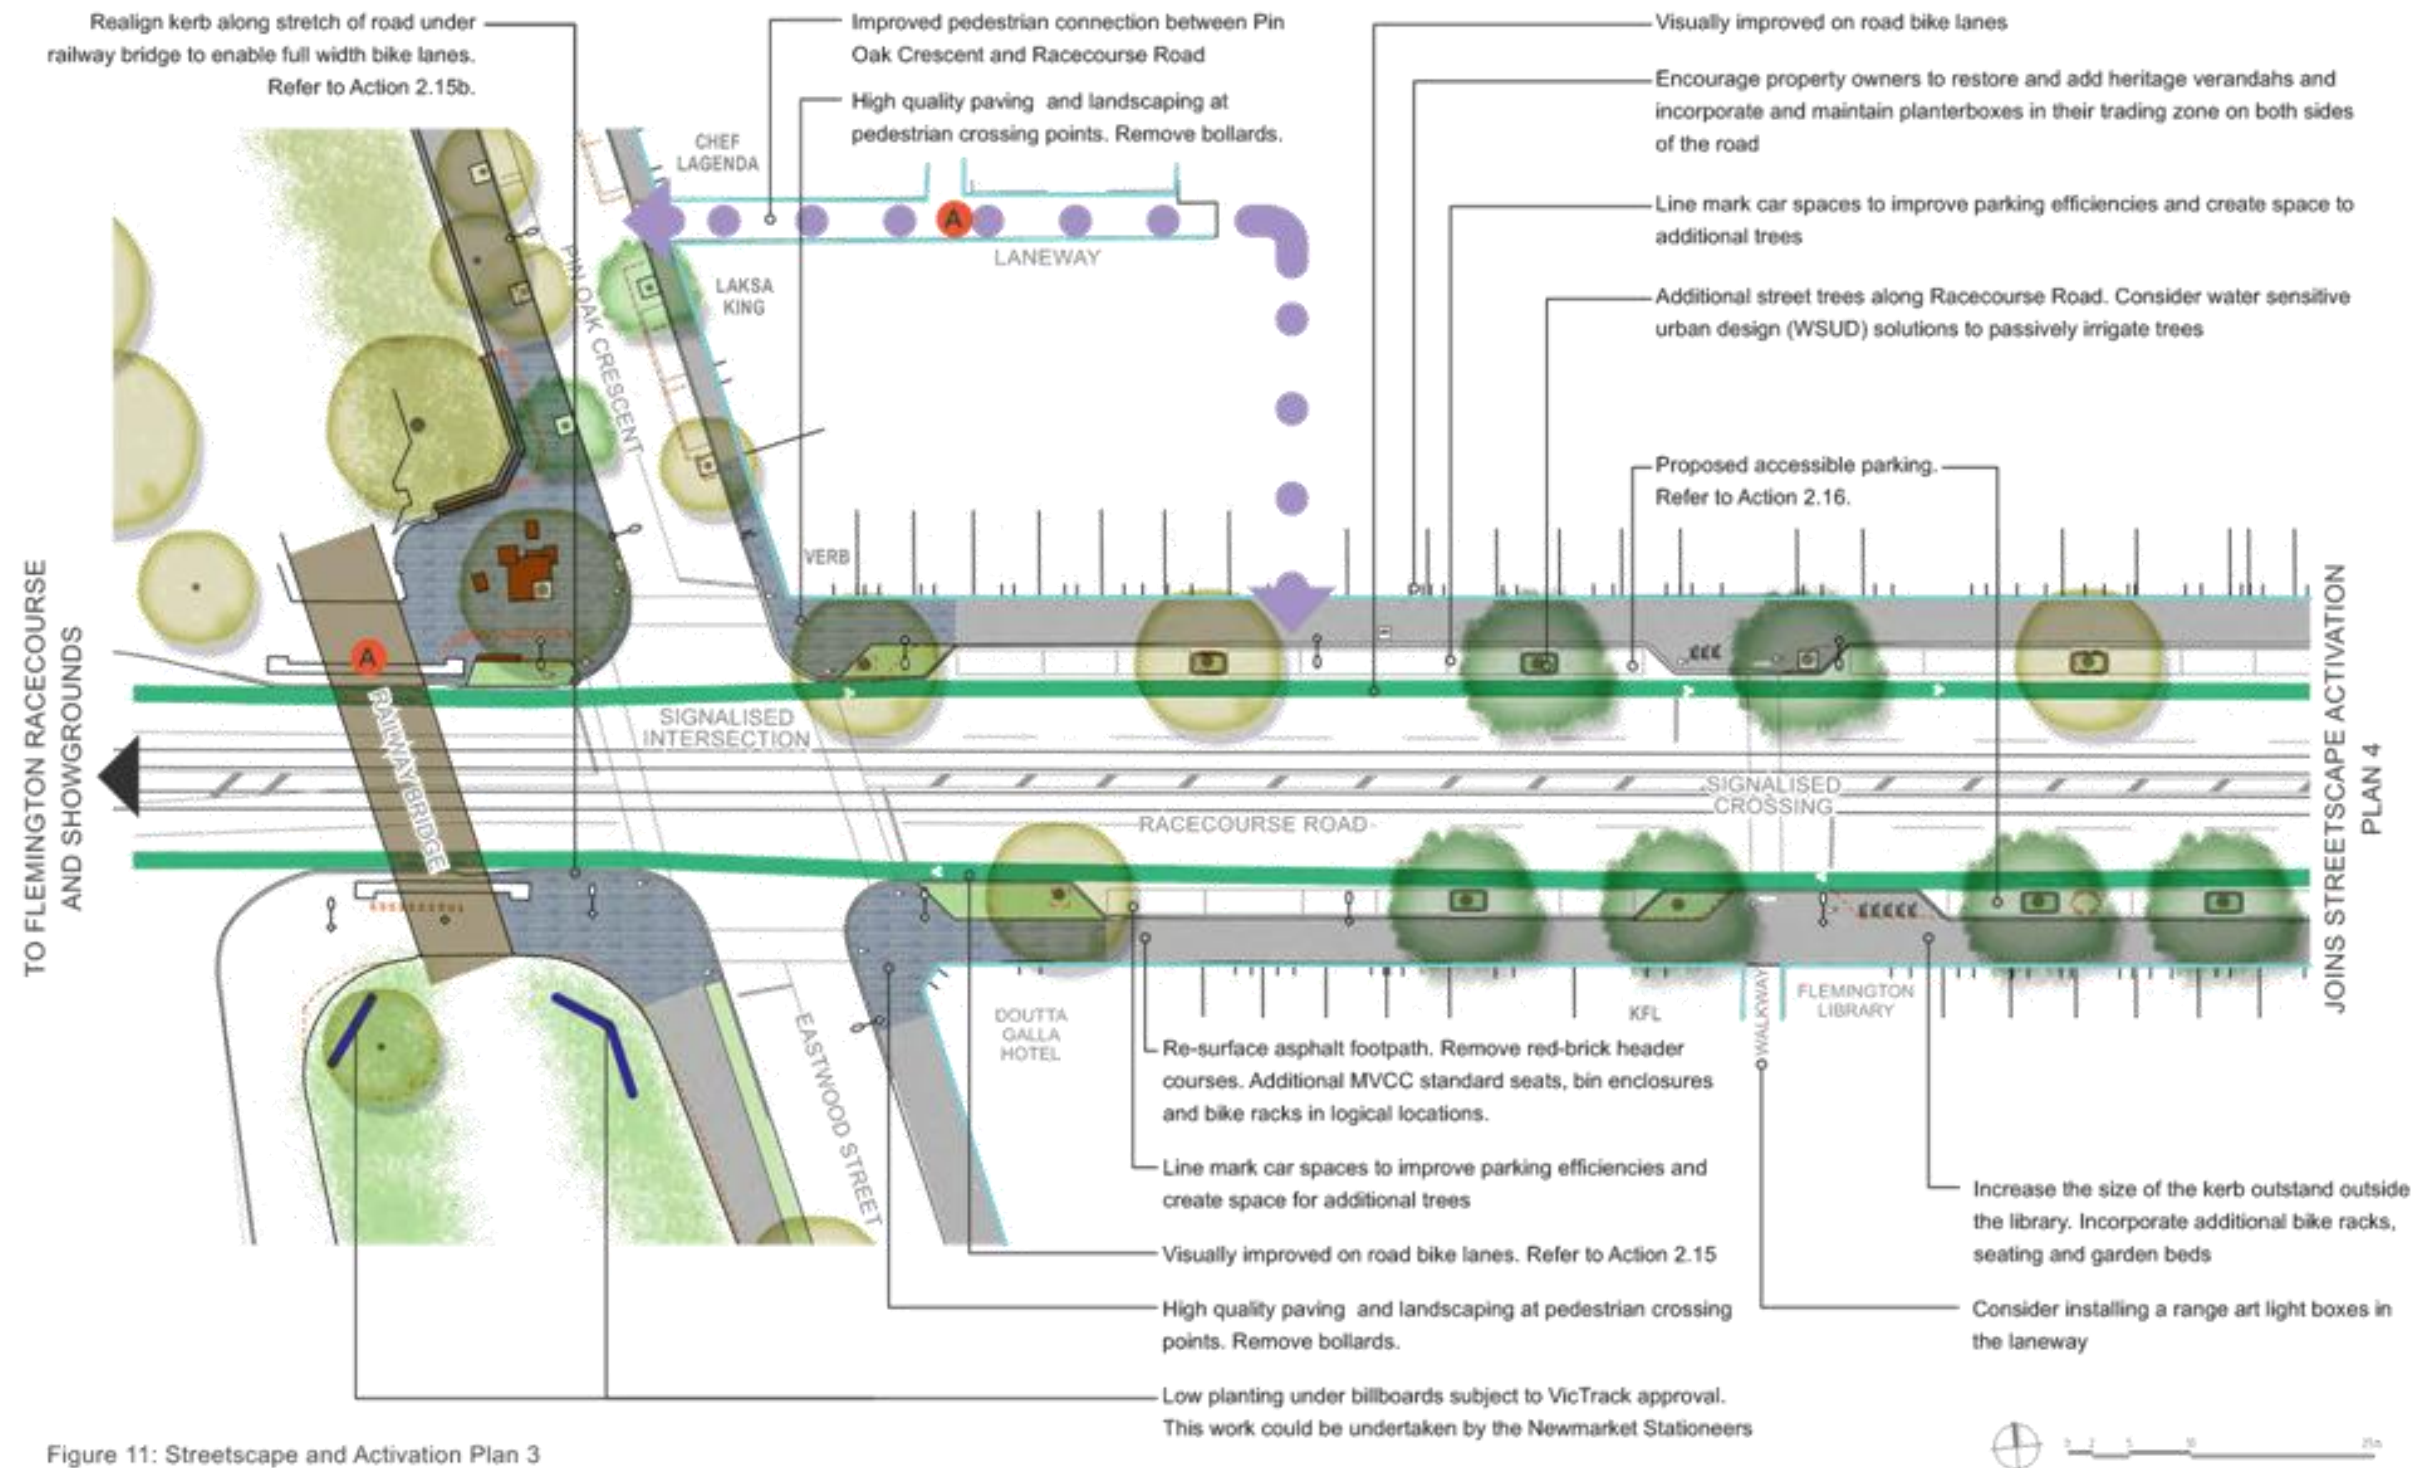 Realign kerb along stretch of road under
railway bridge to enable full width bike lanes.
Refer to Action 2.15b.
Improved pedestrian connection between Pin
Oak Crescent and Racecourse Road
High quality paving  and landscaping at
pedestrian crossing points. Remove bollards.
Visually improved on road bike lanes
Encourage property owners to restore and add heritage verandahs and
incorporate and maintain planterboxes in their trading zone on both sides
of the road
Line mark car spaces to improve parking efficiencies and create space to
additional trees
Additional street trees along Racecourse Road. Consider water sensitive
urban design (WSUD) solutions to passively irrigate trees
Proposed accessible parking.
Refer to Action 2.16.
CHEF
LAGENDA
A
LANEWAY
LAKSA
KING
PIN OAK CRESCENT
VERB
A
RAILWAY BRIDGE
SIGNALISED
INTERSECTION
SIGNALISED
CROSSING
RACECOURSE ROAD
TO FLEMINGTON RACECOURSE
AND SHOWGROUNDS
JOINS STREETSCAPE ACTIVATION
PLAN 4
EASTWOOD STREET
DOUTTA
GALLA
HOTEL
KFL
WALKWAY
FLEMINGTON
LIBRARY
Re-surface asphalt footpath. Remove red-brick header
courses. Additional MVCC standard seats, bin enclosures
and bike racks in logical locations.
Line mark car spaces to improve parking efficiencies and
create space for additional trees
Visually improved on road bike lanes. Refer to Action 2.15
High quality paving  and landscaping at pedestrian crossing
points. Remove bollards.
Low planting under billboards subject to VicTrack approval.
This work could be undertaken by the Newmarket Stationeers
Increase the size of the kerb outstand outside
the library. Incorporate additional bike racks,
seating and garden beds
Consider installing a range art light boxes in
the laneway
Figure 11: Streetscape and Activation Plan 3